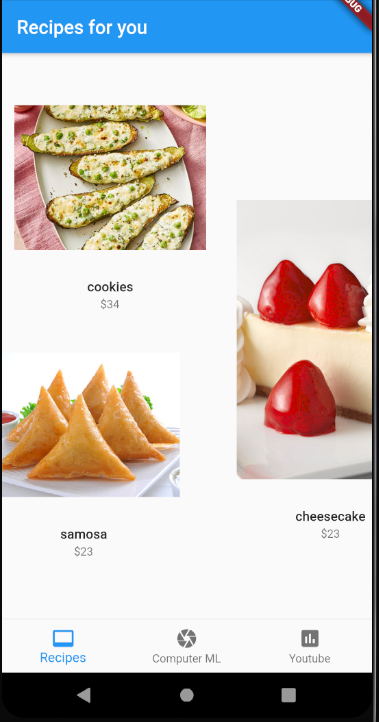 Recipes for you
cookies
$34
samosa
$23
cheesecake
$23
Recipes
Computer ML
Youtube